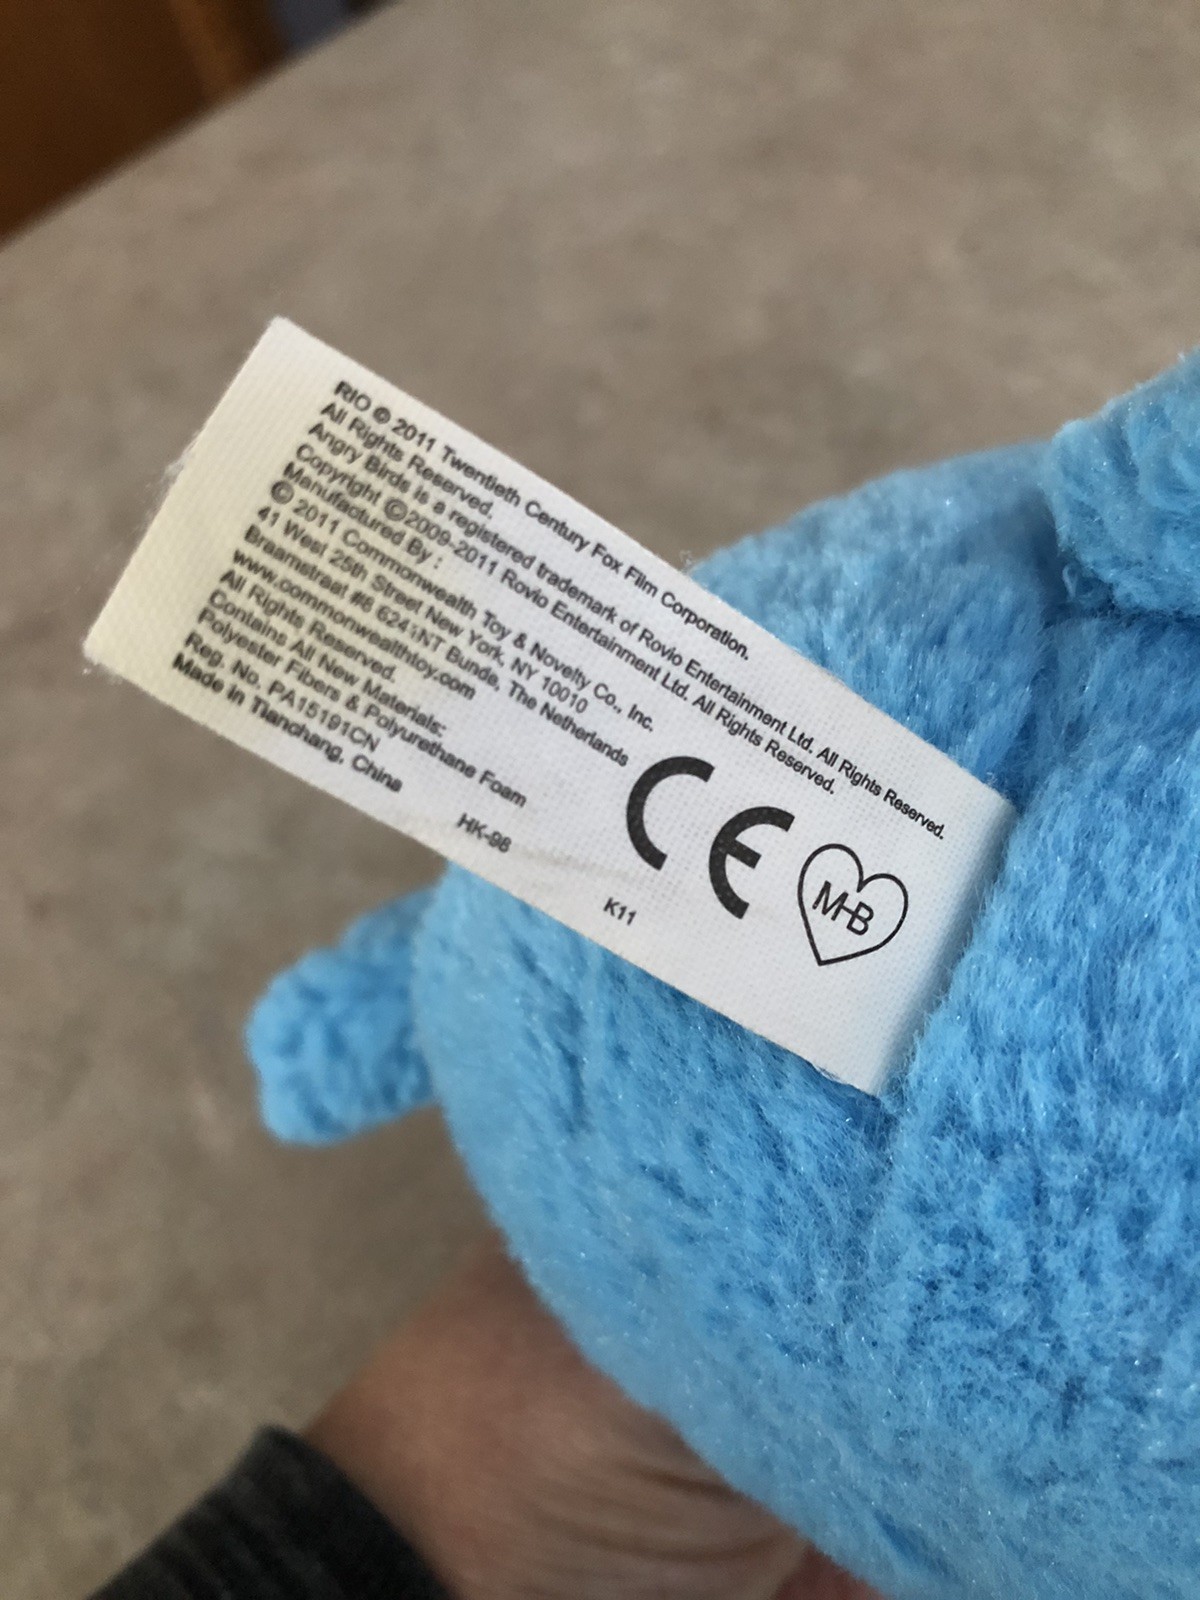 RIO © 2011 Twentieth Century Fox Film Corporation.
All Rights Reserved.
Angry Birds is a registered trademark of Rovio Entertainment Ltd. All Rights Reserved.
Copyright ©2009-2011 Rovio Entertainment Ltd. All Rights Reserved.
Manufactured By :
© 2011 Commonwealth Toy & Novelty Co., Inc.
41 West 25th Street New York, NY 10010
Braamstraat #8 NT Bunde, The Netherlands
www.commonwealthtoy.com
All Rights Reserved.
Contains All New Materials:
Polyester Fibers & Polyurethane Foam
Reg. No. PA15191CN
Made in Tianchang, China
HK-98
K11
CE
M-B